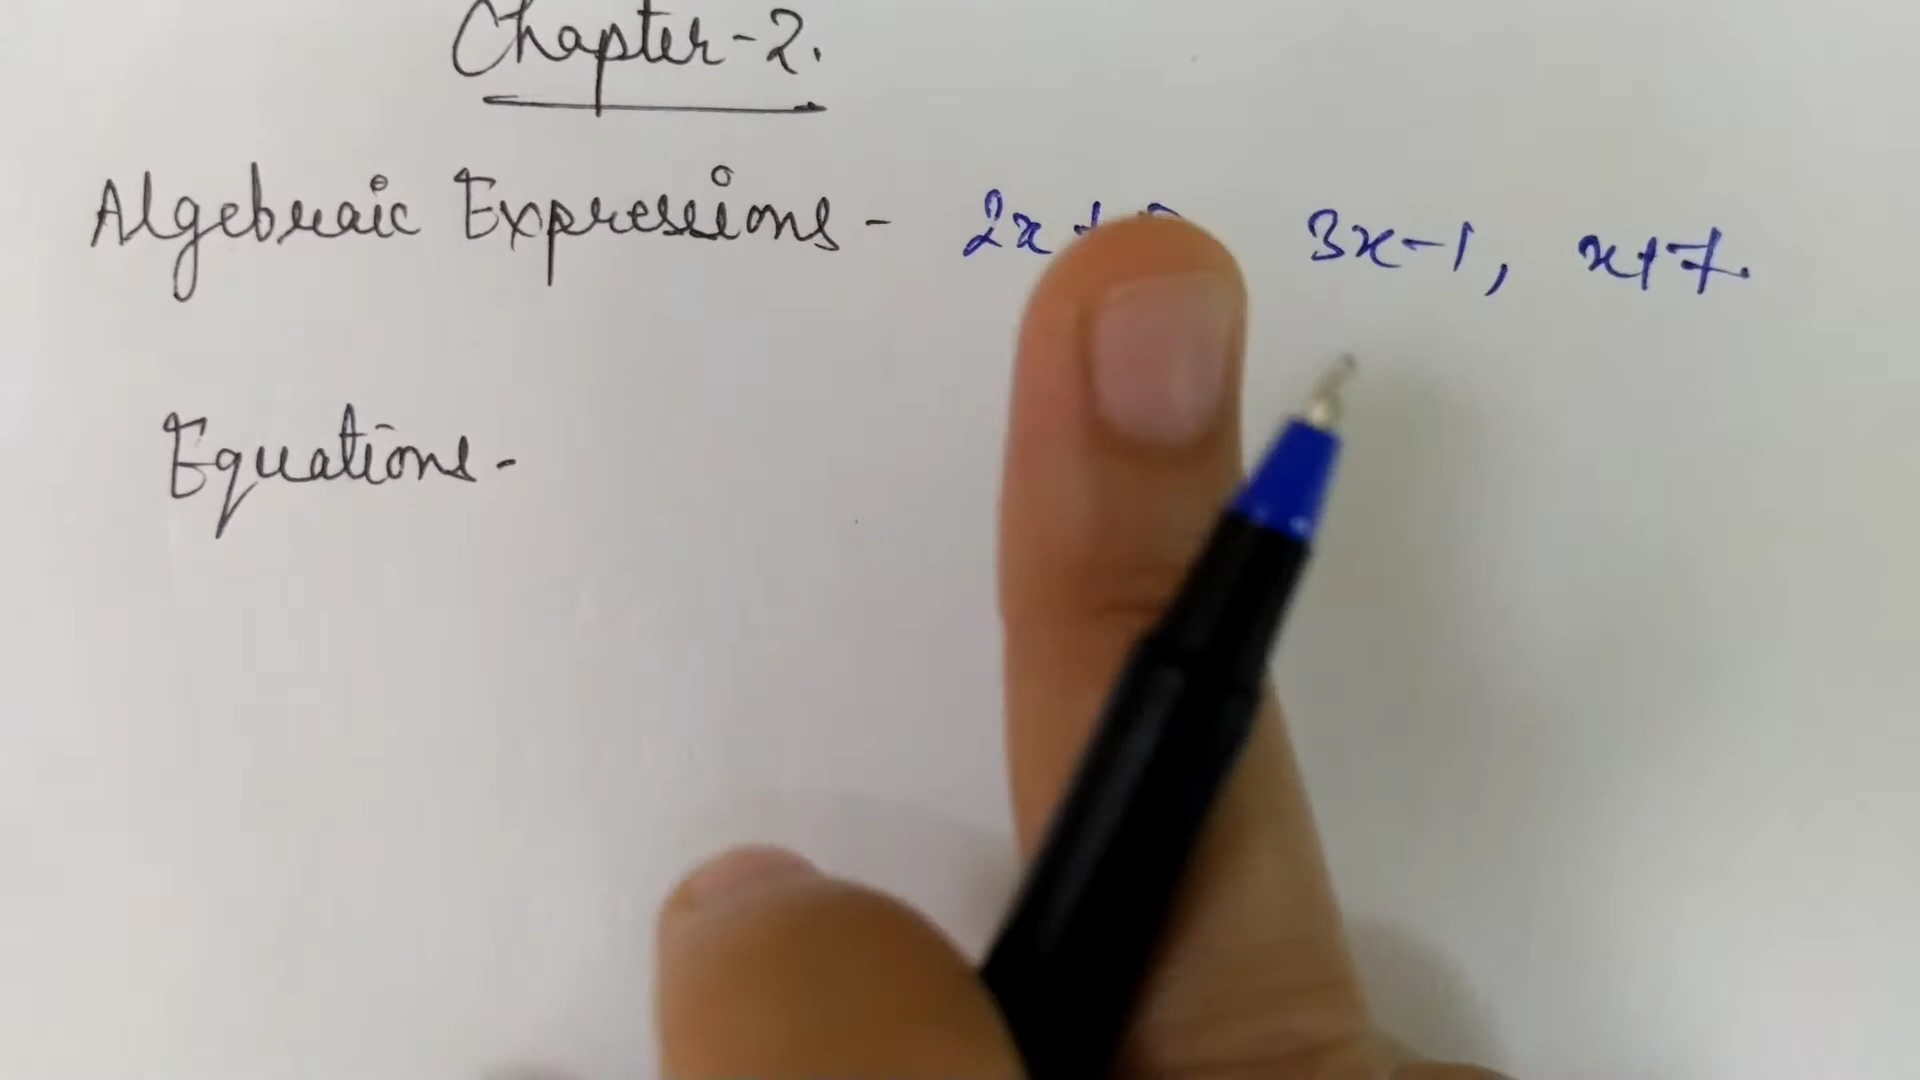 Chapter-2.
Algebraic Expressions - 2x + 3x-1, x+7.
Equations-